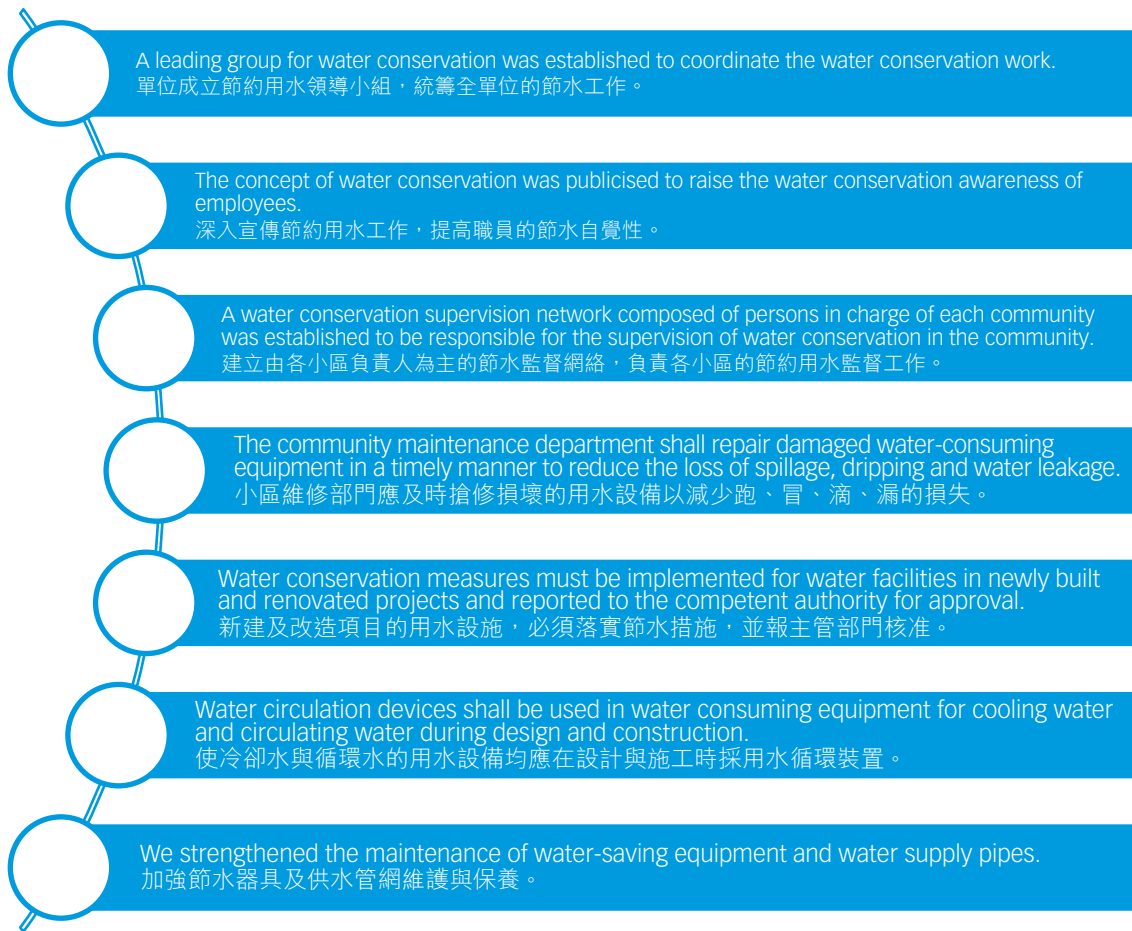 A leading group for water conservation was established to coordinate the water conservation work.
單位成立節約用水領導小組，統籌全單位的節水工作。
The concept of water conservation was publicised to raise the water conservation awareness of
employees.
深入宣傳節約用水工作，提高職員的節水自覺性。
A water conservation supervision network composed of persons in charge of each community
was established to be responsible for the supervision of water conservation in the community.
建立由各小區負責人為主的節水監督網絡，負責各小區的節約用水監督工作。
The community maintenance department shall repair damaged water-consuming
equipment in a timely manner to reduce the loss of spillage, dripping and water leakage.
小區維修部門應及時搶修損壞的用水設備以減少跑、冒、滴、漏的損失。
Water conservation measures must be implemented for water facilities in newly built
and renovated projects and reported to the competent authority for approval.
新建及改造項目的用水設施，必須落實節水措施，並報主管部門核准。
Water circulation devices shall be used in water consuming equipment for cooling water
and circulating water during design and construction.
使冷卻水與循環水的用水設備均應在設計與施工時採用水循環裝置。
We strengthened the maintenance of water-saving equipment and water supply pipes.
加強節水器具及供水管網維護與保養。